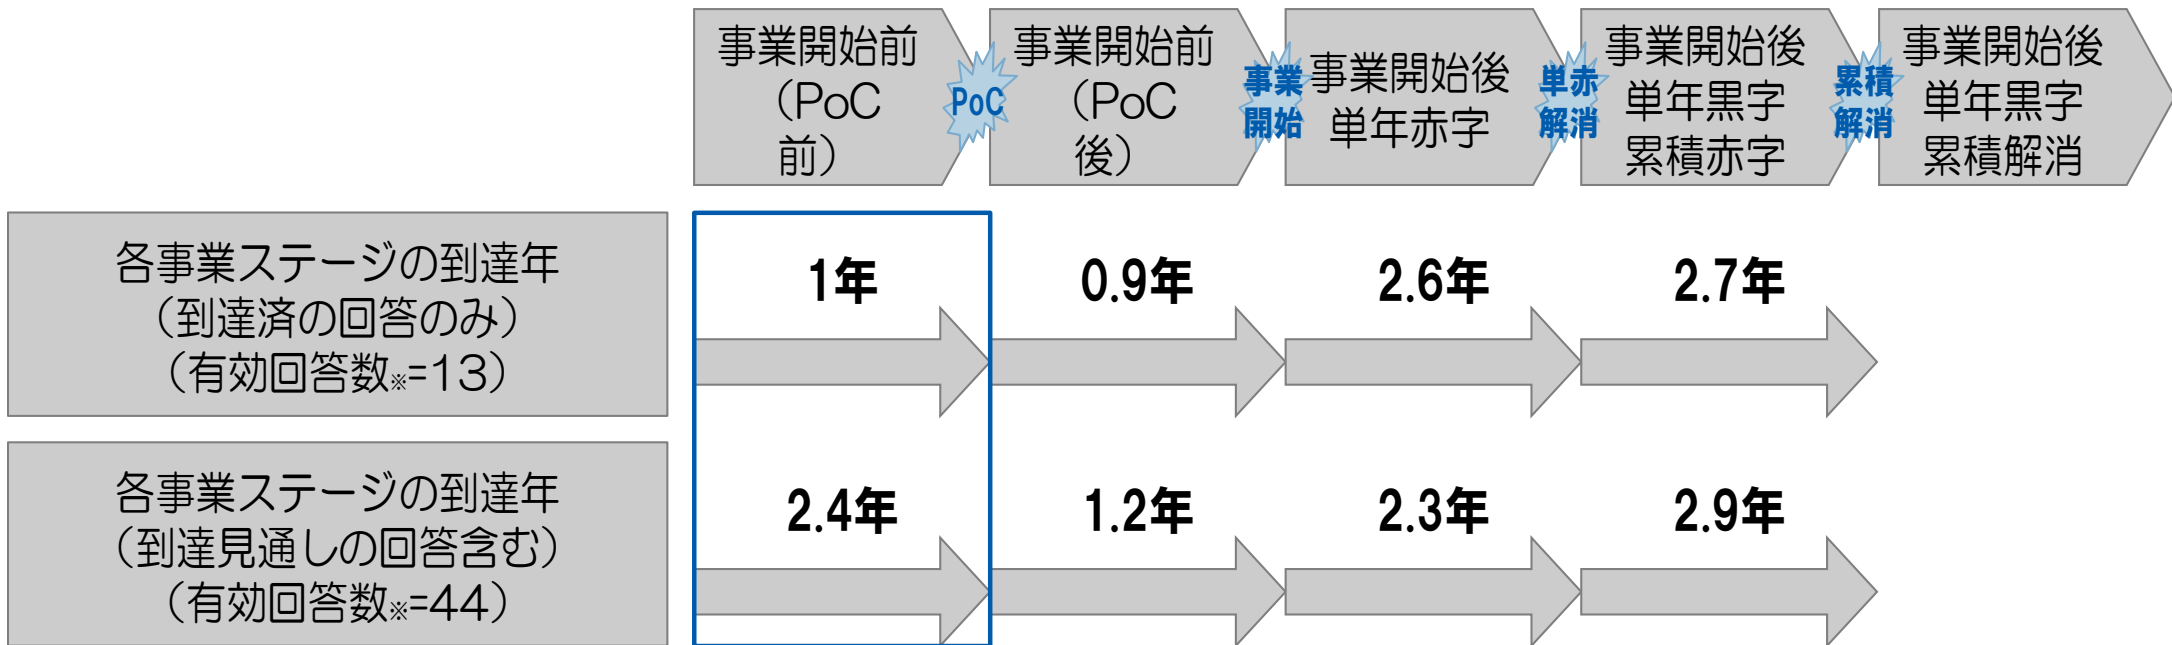 事業開始前
（PoC
前）
PoC
事業開始前
（PoC
後）
事業
開始
事業開始後
単年赤字
単赤
解消
事業開始後
単年黒字
累積赤字
累積
解消
事業開始後
単年黒字
累積解消
各事業ステージの到達年
（到達済の回答のみ）
（有効回答数※=13）
1年
0.9年
2.6年
2.7年
各事業ステージの到達年
（到達見通しの回答含む）
（有効回答数※=44）
2.4年
1.2年
2.3年
2.9年